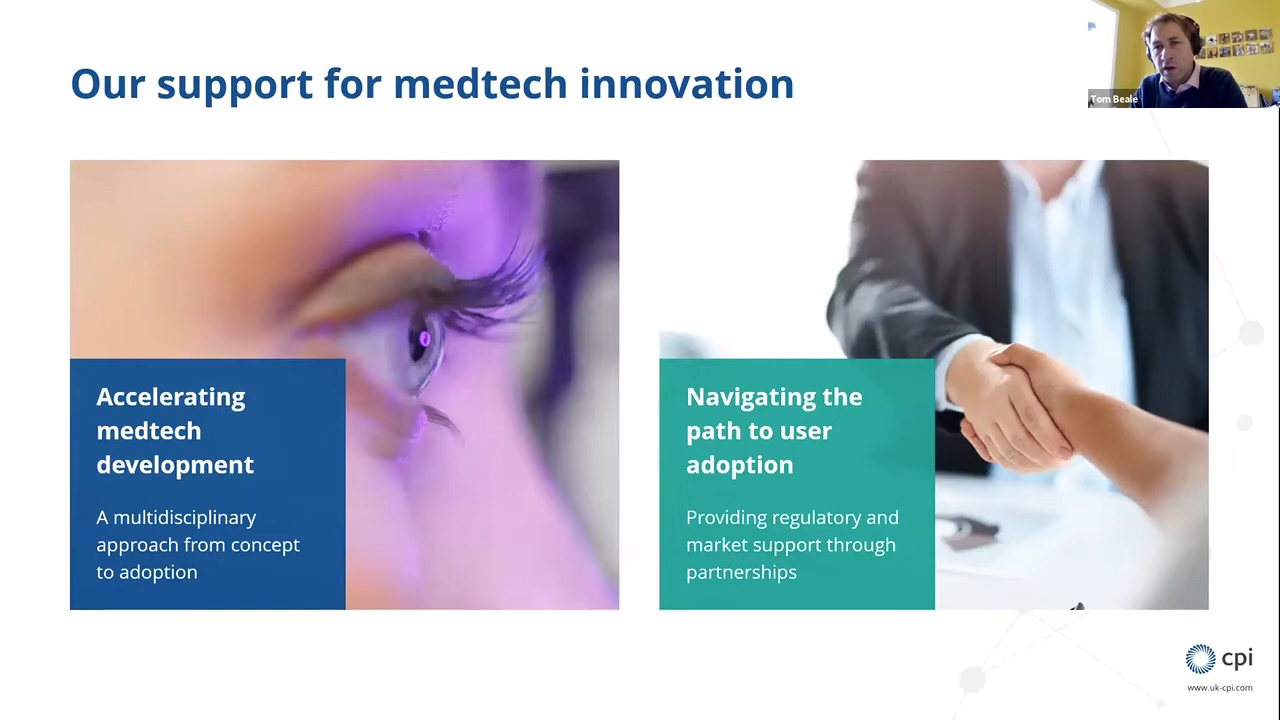 Our support for medtech innovation
Tom Beale
Accelerating
medtech
development
A multidisciplinary
approach from concept
to adoption
Navigating the
path to user
adoption
Providing regulatory and
market support through
partnerships
cpi
www.uk-cpi.com